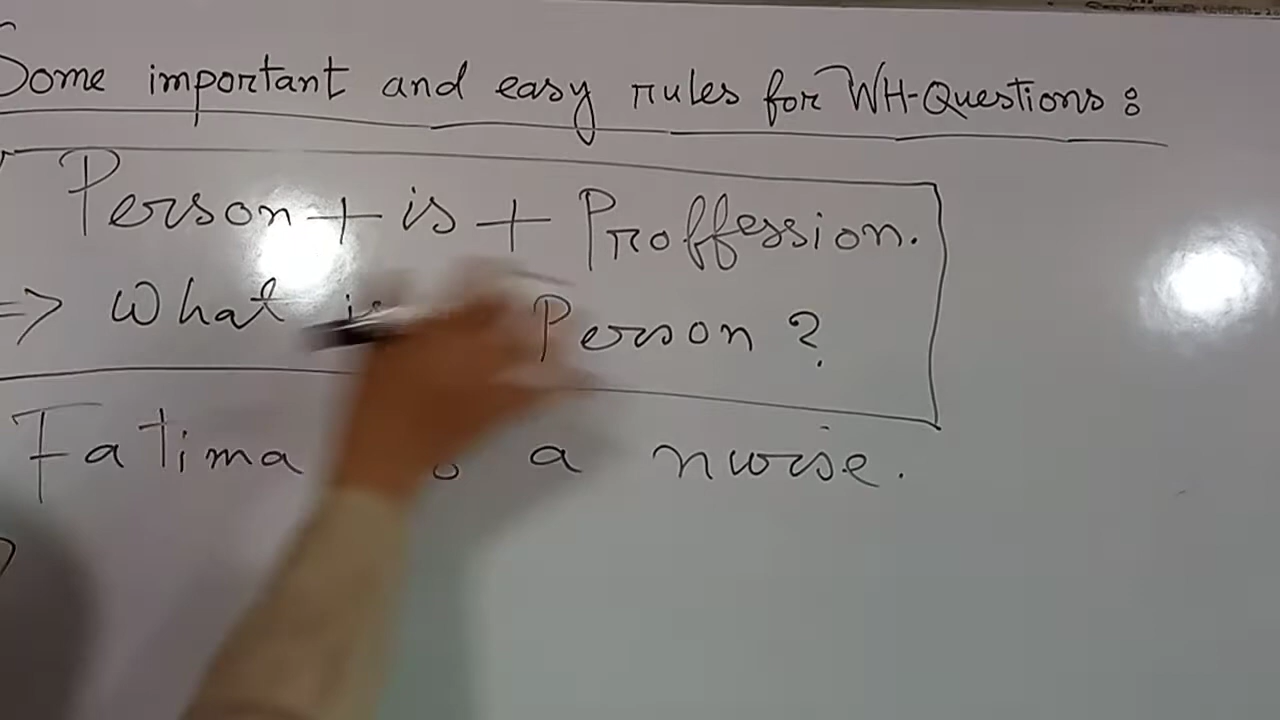 Some important and easy rules for WH-Questions:
Person + is + Proffession.
=> What is Person ?
Fatima a nurse.